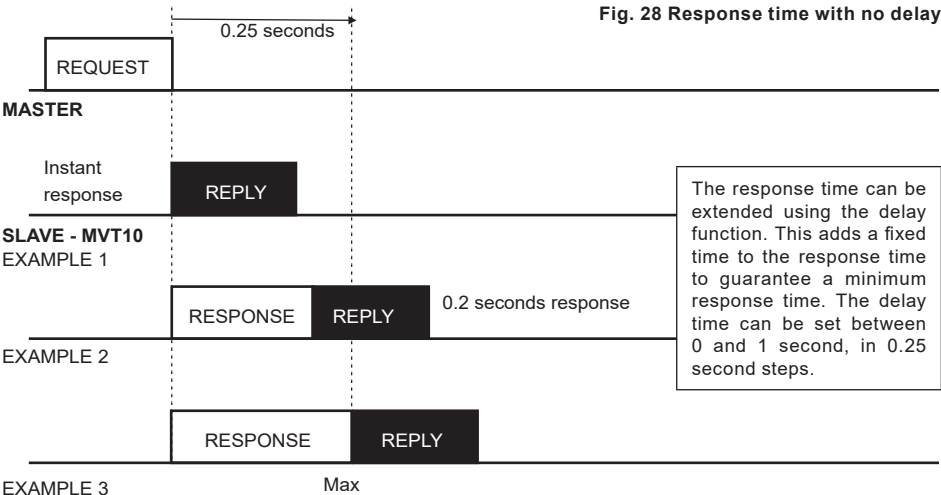 Fig. 28 Response time with no delay
0.25 seconds
REQUEST
MASTER
Instant
response
REPLY
SLAVE - MVT10
EXAMPLE 1
RESPONSE
REPLY
0.2 seconds response
EXAMPLE 2
RESPONSE
REPLY
EXAMPLE 3
Max
The response time can be
extended using the delay
function. This adds a fixed
time to the response time
to guarantee a minimum
response time. The delay
time can be set between
0 and 1 second, in 0.25
second steps.